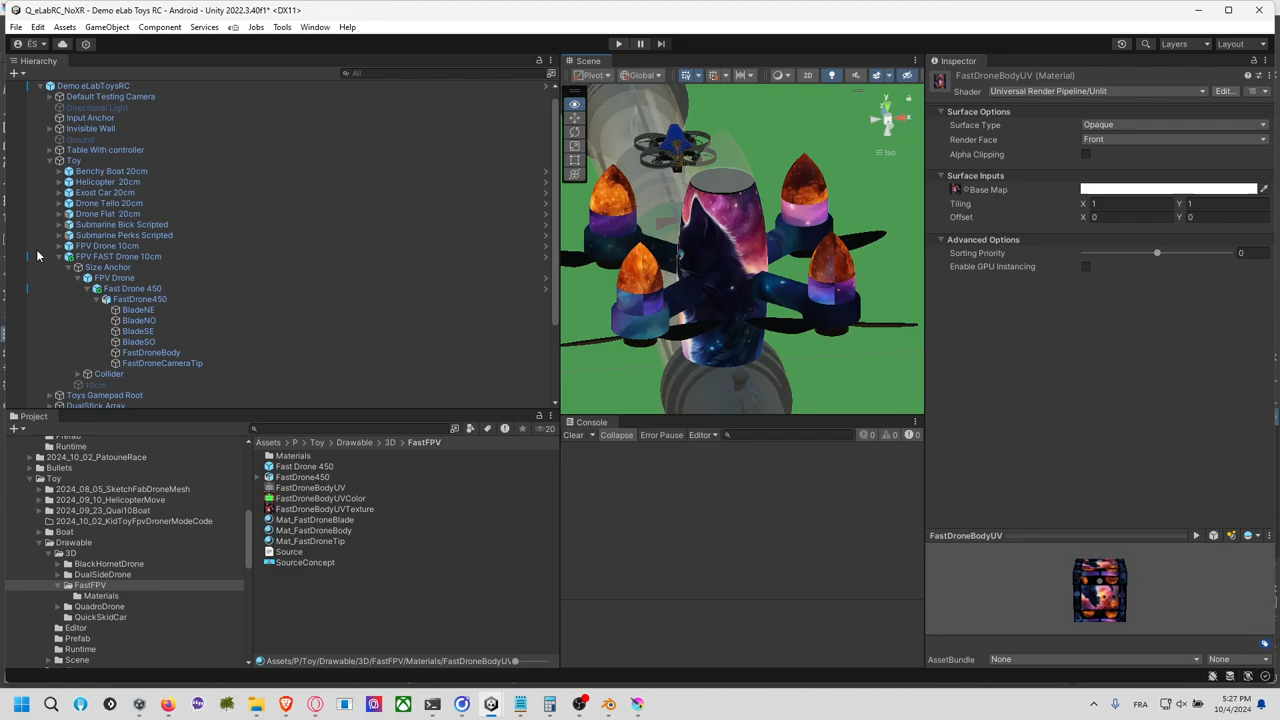 Q_eLabRC_NoXR - Demo eLab Toys RC - Android - Unity 2022.3.40f1* <DX11>
File Edit Assets GameObject Component Services Jobs Tools Window Help
ÉS Layers Layout
Hierarchy
All
Demo eLabToysRC
Default Testing Camera
Directional Light
Input Anchor
Invisible Wall
Ground
Table With controller
Toy
Benchy Boat 20cm
Helicopter 20cm
Exost Car 20cm
Drone Tello 20cm
Drone Flat 20cm
Submarine Bick Scripted
Submarine Perks Scripted
FPV Drone 10cm
FPV FAST Drone 10cm
Size Anchor
FPV Drone
Fast Drone 450
FastDrone450
BladeNE
BladeNO
BladeSE
BladeSO
FastDroneBody
FastDroneCameraTip
Collider
10cm
Toys Gamepad Root
DualStick Array
Scene
Pivot Global 2D
y
x
Iso
Inspector
FastDroneBodyUV (Material)
Shader Universal Render Pipeline/Unlit Edit...
Surface Options
Surface Type Opaque
Render Face Front
Alpha Clipping
Surface Inputs
Base Map
Tiling X 1 Y 1
Offset X 0 Y 0
Advanced Options
Sorting Priority 0
Enable GPU Instancing
FastDroneBodyUV
AssetBundle None None
Project
20
Prefab
Runtime
2024_10_02_PatouneRace
Bullets
Toy
2024_08_05_SketchFabDroneMesh
2024_09_10_HelicopterMove
2024_09_23_Quai10Boat
2024_10_02_KidToyFpvDronerModeCode
Boat
Drawable
3D
BlackHometDrone
DualSideDrone
FastFPV
Materials
QuadroDrone
QuickSkidCar
Editor
Prefab
Runtime
Scene
Assets > P > Toy > Drawable > 3D > FastFPV
Materials
Fast Drone 450
FastDrone450
FastDroneBodyUV
FastDroneBodyUVColor
FastDroneBodyUVTexture
Mat_FastDroneBlade
Mat_FastDroneBody
Mat_FastDroneTip
Source
SourceConcept
Assets/P/Toy/Drawable/3D/FastFPV/Materials/FastDroneBodyUV
Console
Clear Collapse Error Pause Editor 0 0 0
FRA 5:27 PM
10/4/2024